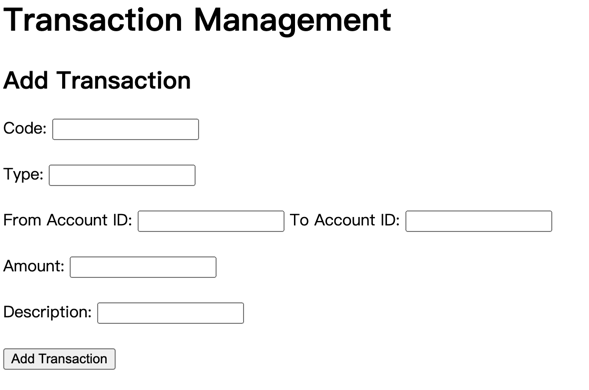 Transaction Management
Add Transaction
Code:
Type:
From Account ID: To Account ID:
Amount:
Description:
Add Transaction